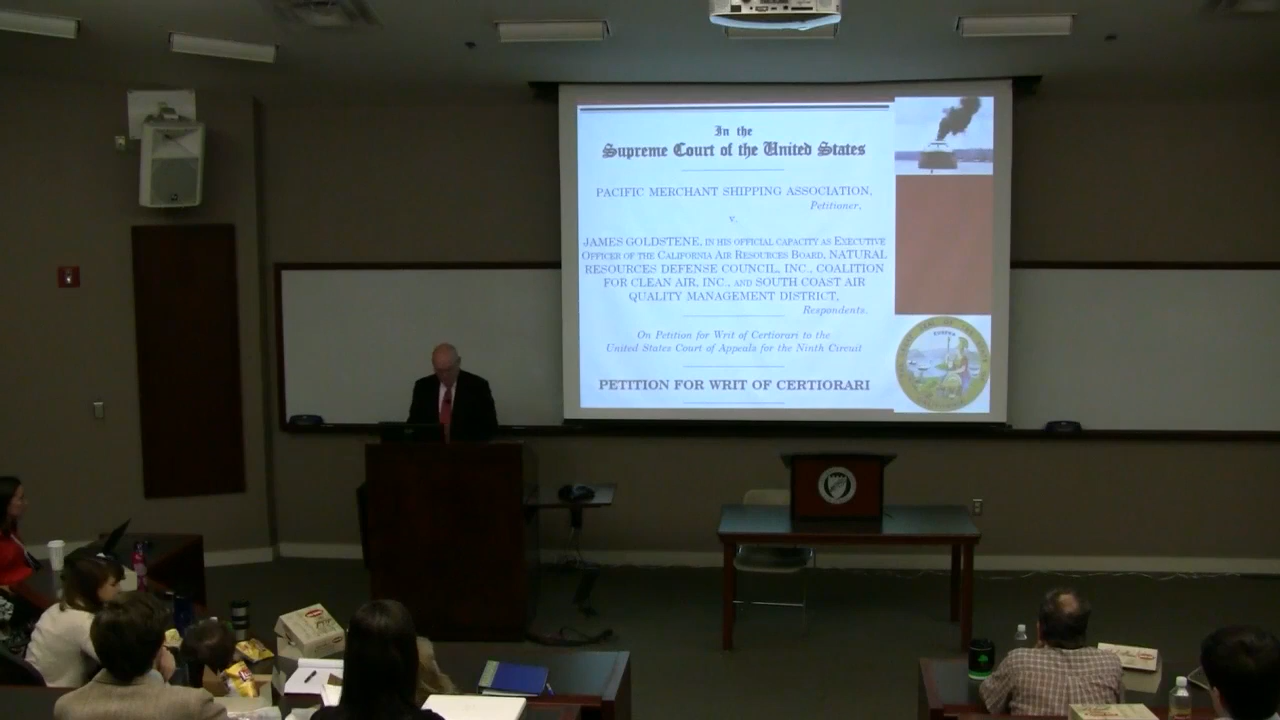 In the
Supreme Court of the United States
PACIFIC MERCHANT SHIPPING ASSOCIATION,
Petitioner,
v.
JAMES GOLDSTENE, IN HIS OFFICIAL CAPACITY AS EXECUTIVE
OFFICER OF THE CALIFORNIA AIR RESOURCES BOARD, NATURAL
RESOURCES DEFENSE COUNCIL, INC., COALITION
FOR CLEAN AIR, INC., AND SOUTH COAST AIR
QUALITY MANAGEMENT DISTRICT,
Respondents.
On Petition for Writ of Certiorari to the
United States Court of Appeals for the Ninth Circuit
PETITION FOR WRIT OF CERTIORARI